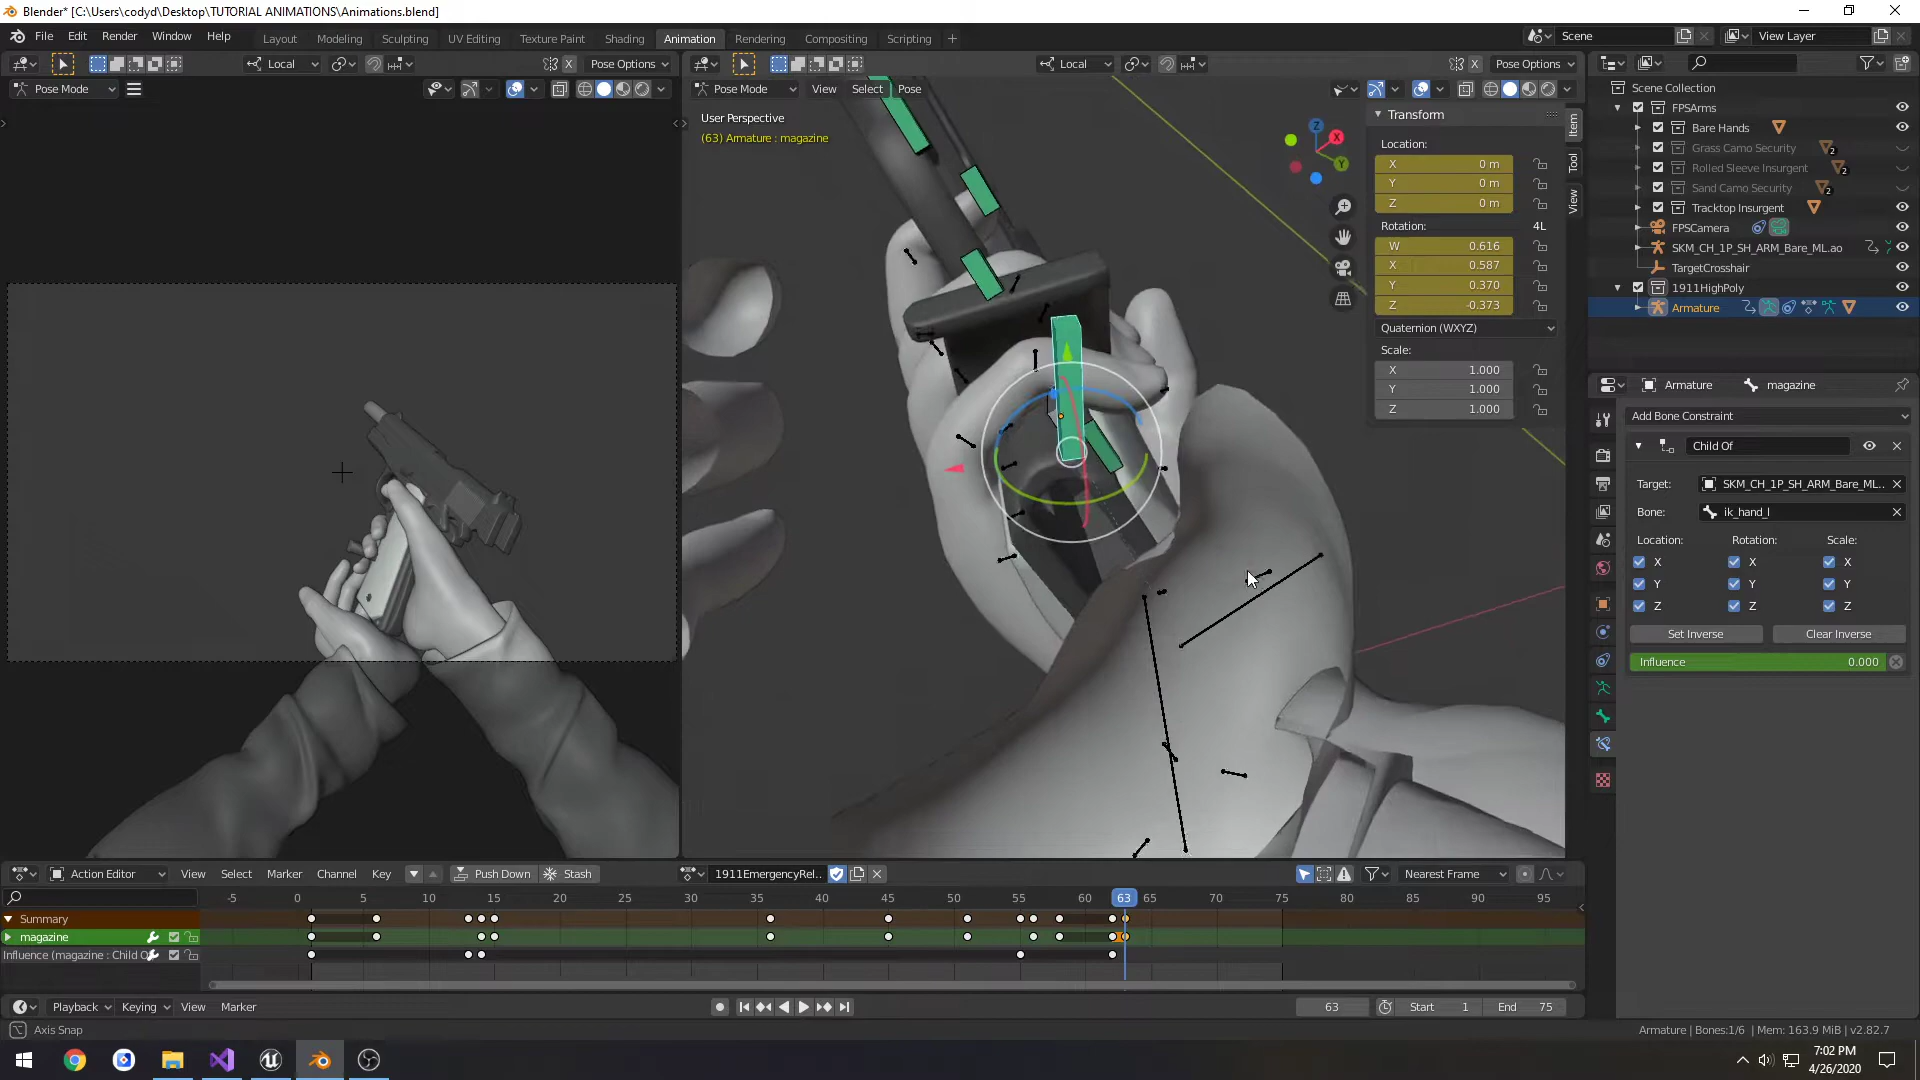 Blender* [C:\Users\codyd\Desktop\TUTORIAL ANIMATIONS\Animations.blend]
File Edit Render Window Help Layout Modeling Sculpting UV Editing Texture Paint Shading Animation Rendering Compositing Scripting + Scene View Layer
Local Pose Options Local Pose Options
Pose Mode Pose Mode View Select Pose
User Perspective
(63) Armature : magazine
Transform
Location:
X 0 m
Y 0 m
Z 0 m
Rotation: 4L
W 0.616
X 0.587
Y 0.370
Z -0.373
Quaternion (WXYZ)
Scale:
X 1.000
Y 1.000
Z 1.000
Item
Tool
View
Z
X
Y
Scene Collection
FPSArms
Bare Hands
Grass Camo Security 2
Rolled Sleeve Insurgent 2
Sand Camo Security 2
Tracktop Insurgent
FPSCamera
SKM_CH_1P_SH_ARM_Bare_ML.ao
TargetCrosshair
1911HighPoly
Armature
Armature magazine
Add Bone Constraint
Child Of
Target: SKM_CH_1P_SH_ARM_Bare_ML..
Bone: ik_hand_l
Location: Rotation: Scale:
X X X
Y Y Y
Z Z Z
Set Inverse Clear Inverse
Influence 0.000
Action Editor View Select Marker Channel Key Push Down Stash 1911EmergencyRel.. Nearest Frame
-5 0 5 10 15 20 25 30 35 40 45 50 55 60 63 65 70 75 80 85 90 95
Summary
magazine
Influence (magazine : Child O
Playback Keying View Marker 63 Start 1 End 75
Axis Snap Armature | Bones:1/6 | Mem: 163.9 MiB | v2.82.7
7:02 PM
4/26/2020